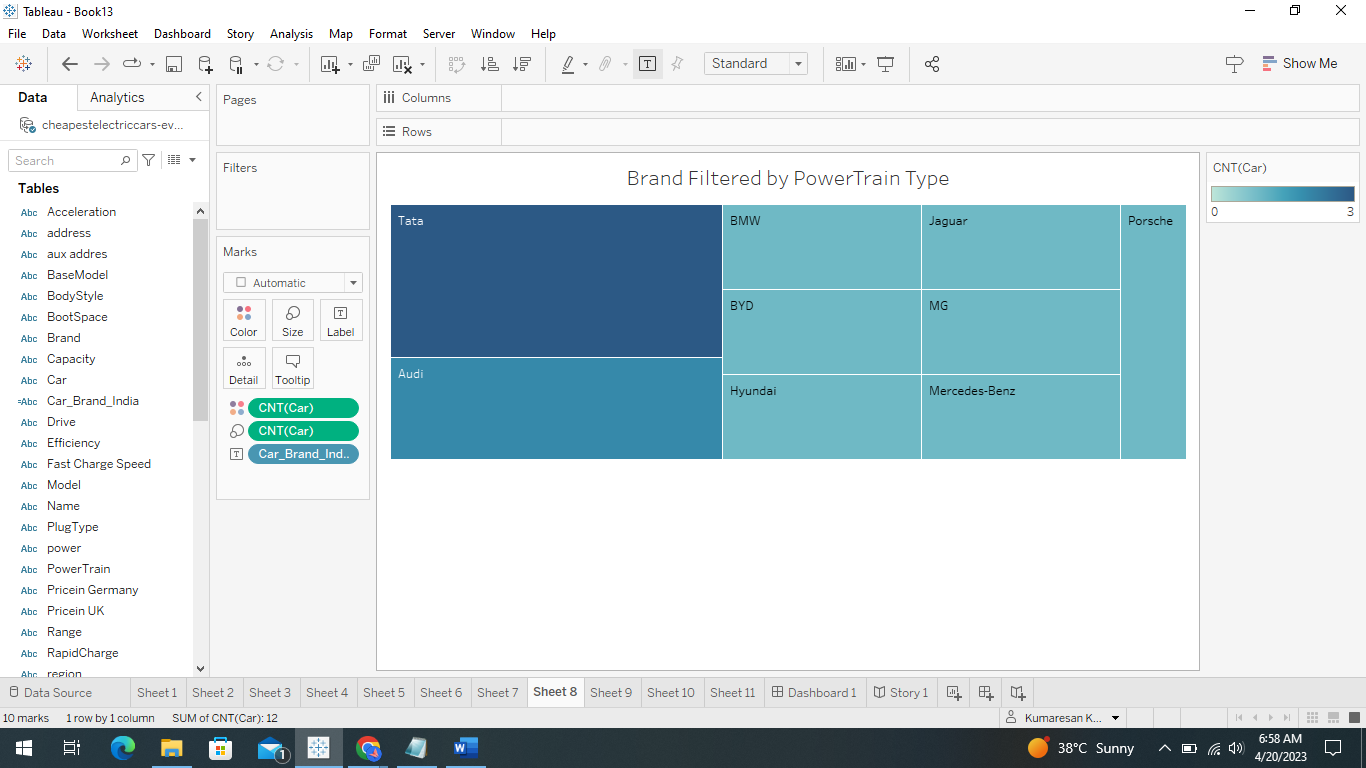 Tableau - Book13
File Data Worksheet Dashboard Story Analysis Map Format Server Window Help
Standard
Show Me
Data Analytics
cheapestelectriccars-ev...
Search
Tables
Abc Acceleration
Abc address
Abc aux addres
Abc BaseModel
Abc BodyStyle
Abc BootSpace
Abc Brand
Abc Capacity
Abc Car
=Abc Car_Brand_India
Abc Drive
Abc Efficiency
Abc Fast Charge Speed
Abc Model
Abc Name
Abc PlugType
Abc power
Abc PowerTrain
Abc Pricein Germany
Abc Pricein UK
Abc Range
Abc RapidCharge
Abc region
Pages
Filters
Marks
Automatic
Color Size Label
Detail Tooltip
CNT(Car)
CNT(Car)
Car_Brand_Ind..
Columns
Rows
Brand Filtered by PowerTrain Type
Tata
Audi
BMW
BYD
Hyundai
Jaguar
MG
Mercedes-Benz
Porsche
CNT(Car)
0 3
Data Source Sheet 1 Sheet 2 Sheet 3 Sheet 4 Sheet 5 Sheet 6 Sheet 7 Sheet 8 Sheet 9 Sheet 10 Sheet 11 Dashboard 1 Story 1
10 marks 1 row by 1 column SUM of CNT(Car): 12
Kumaresan K...
1
38°C Sunny
6:58 AM
4/20/2023